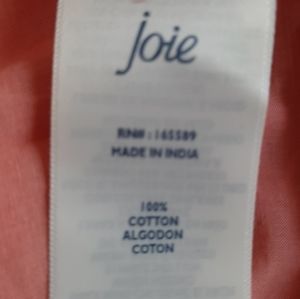 joie
RN# : 165589
MADE IN INDIA
100%
COTTON
ALGODON
COTON